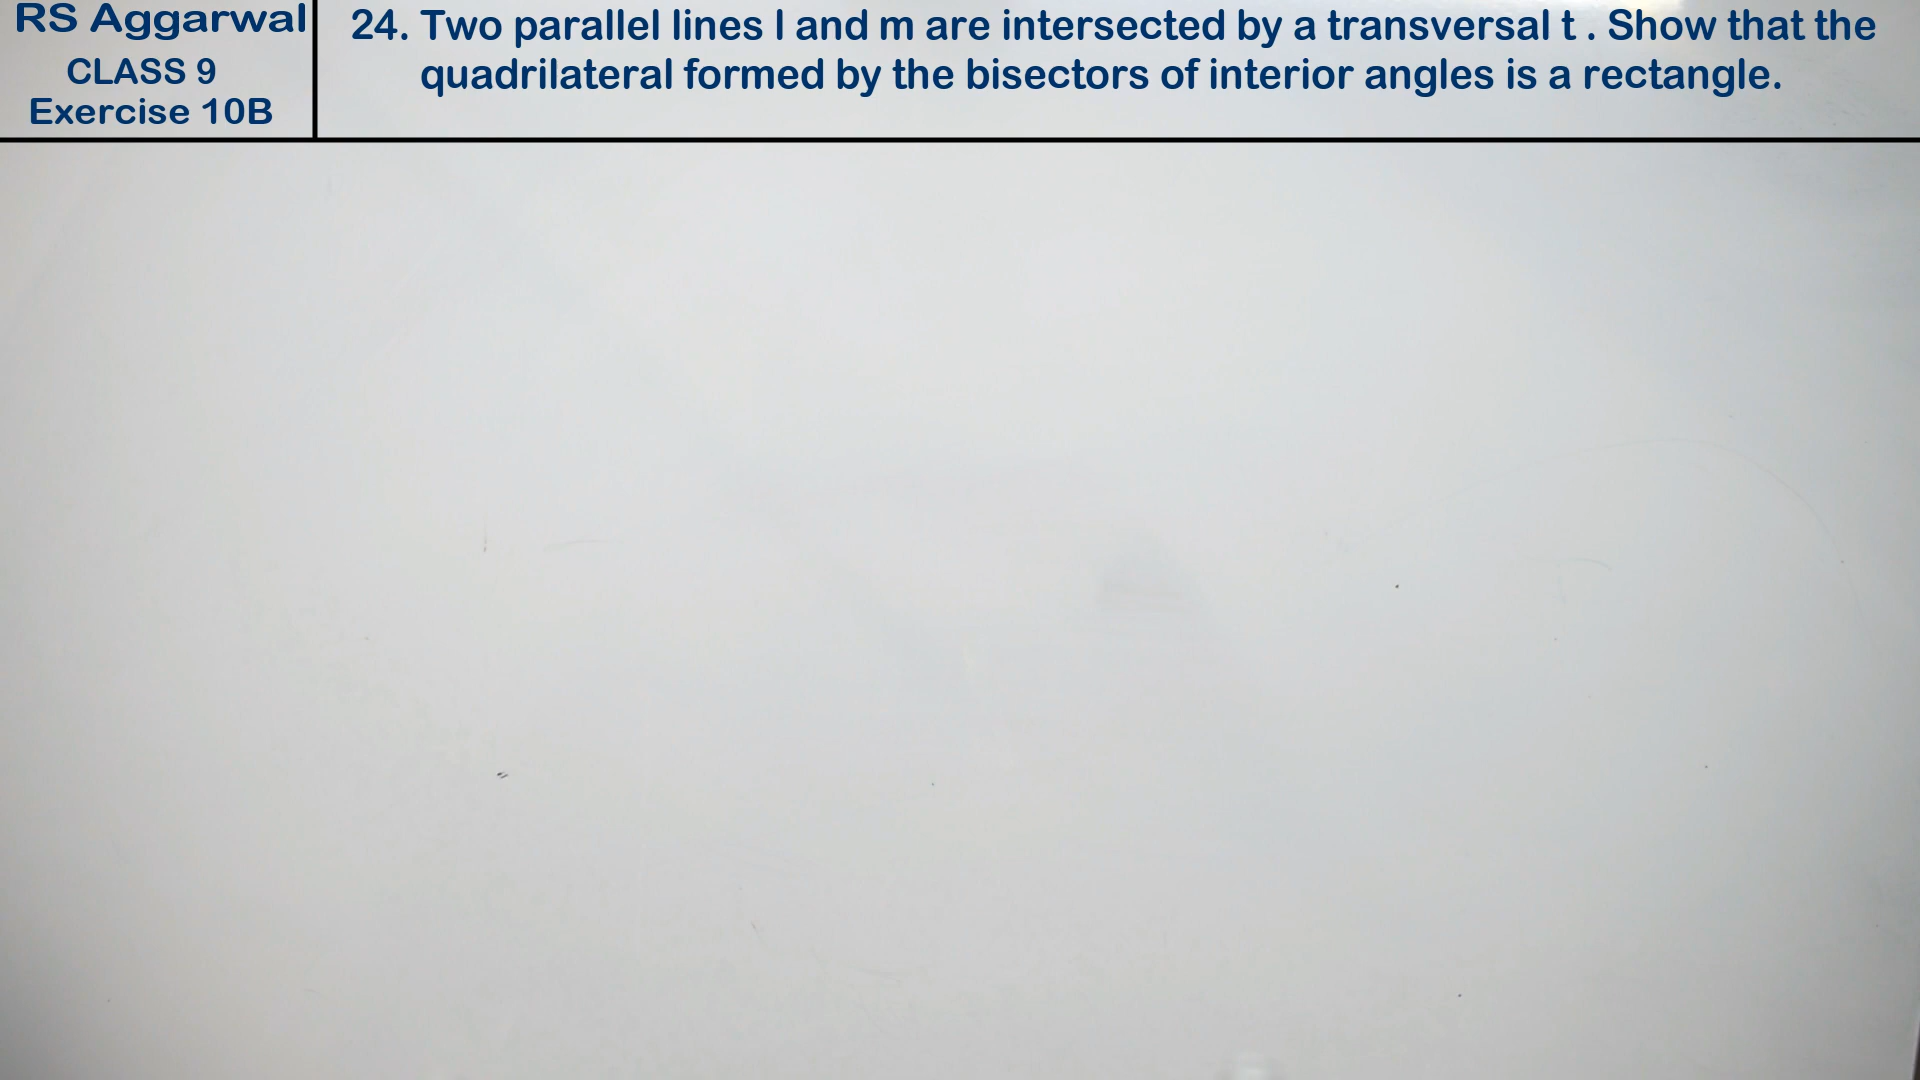 RS Aggarwal
CLASS 9
Exercise 10B
24. Two parallel lines l and m are intersected by a transversal t . Show that the
quadrilateral formed by the bisectors of interior angles is a rectangle.